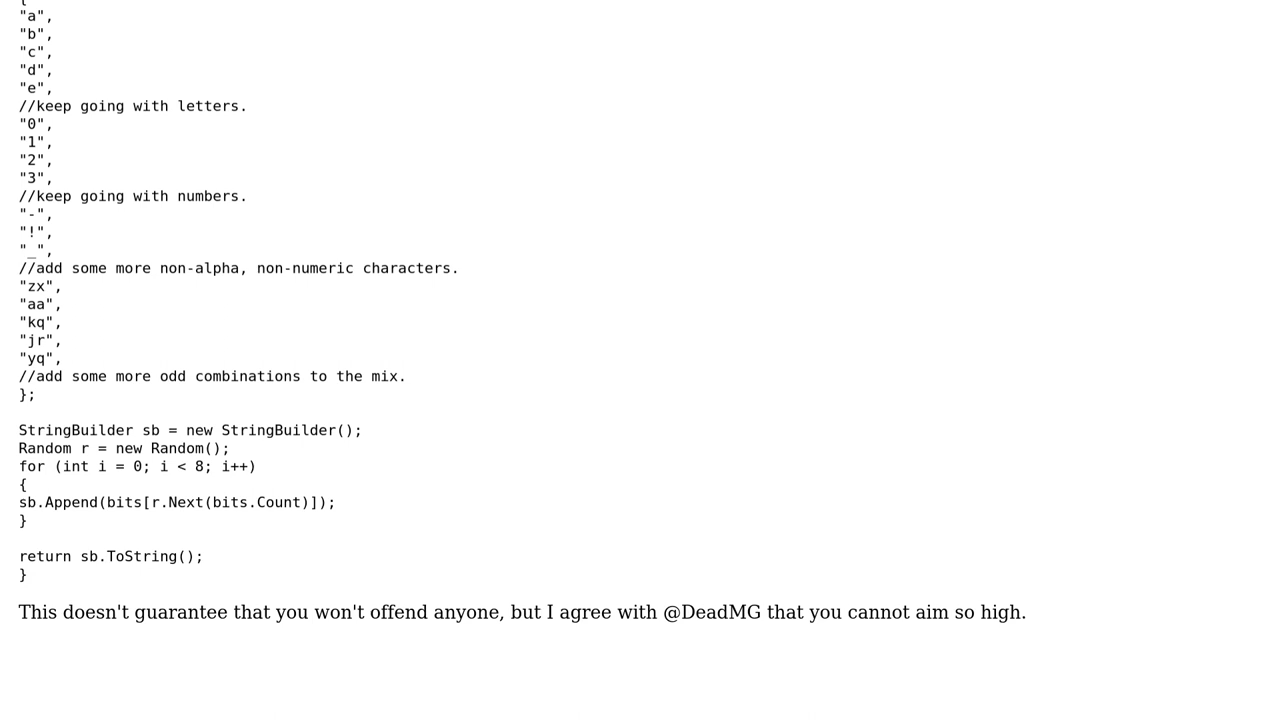 {
"a",
"b",
"c",
"d",
"e",
//keep going with letters.
"0",
"1",
"2",
"3",
//keep going with numbers.
"-",
"!",
"_",
//add some more non-alpha, non-numeric characters.
"zx",
"aa",
"kq",
"jr",
"yq",
//add some more odd combinations to the mix.
};
StringBuilder sb = new StringBuilder();
Random r = new Random();
for (int i = 0; i < 8; i++)
{
sb.Append(bits[r.Next(bits.Count)]);
}
return sb.ToString();
}
This doesn't guarantee that you won't offend anyone, but I agree with @DeadMG that you cannot aim so high.